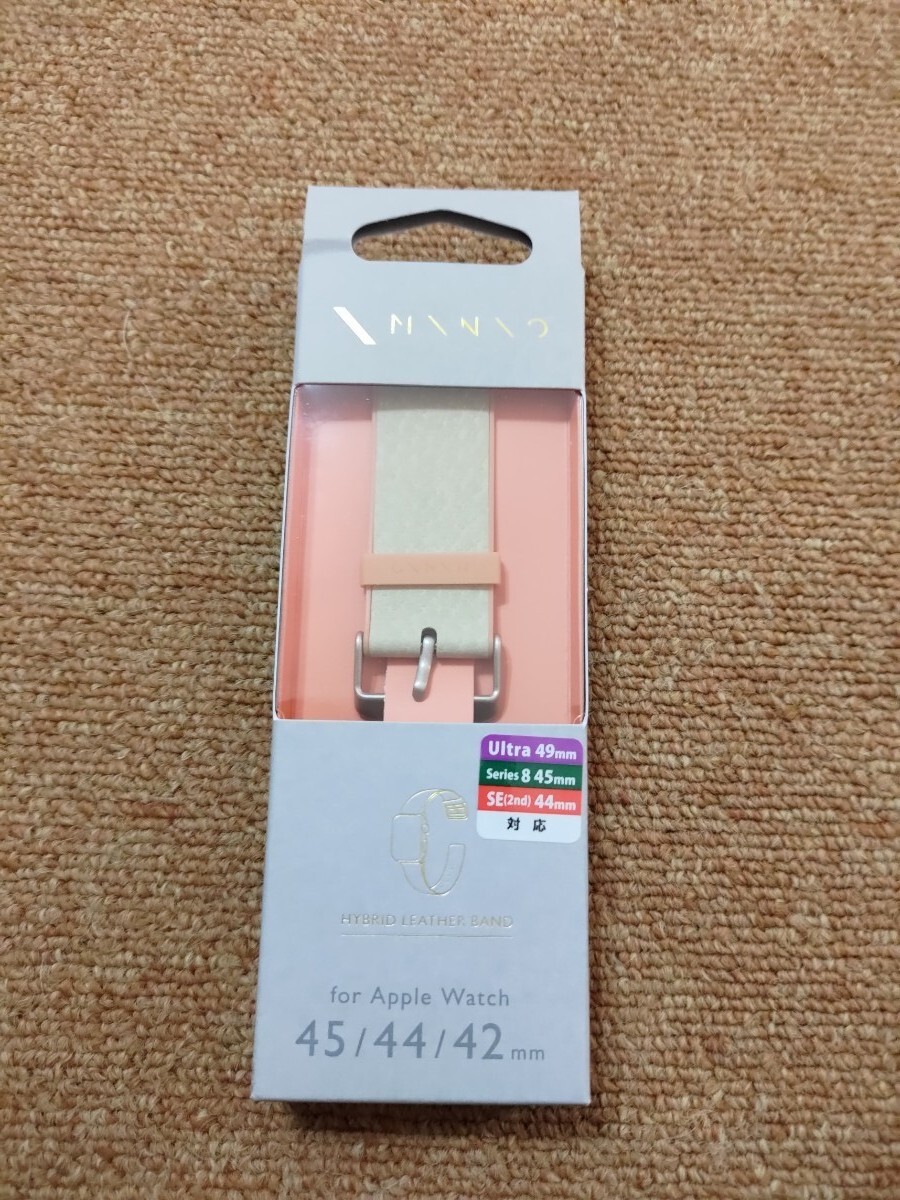 MANAO
Ultra 49mm
Series 8 45mm
SE(2nd) 44mm
対応
HYBRID LEATHER BAND
for Apple Watch
45/44/42mm